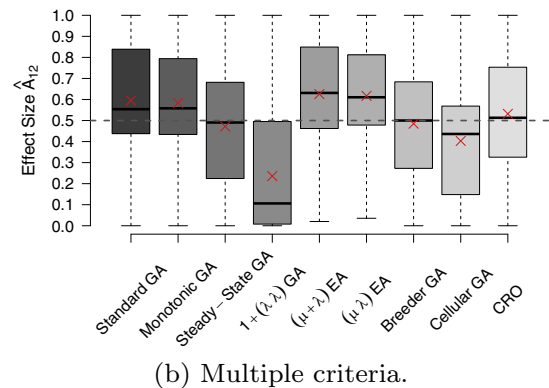 Effect Size Â12
1.0
0.9
0.8
0.7
0.6
0.5
0.4
0.3
0.2
0.1
0.0
Standard GA
Monotonic GA
Steady−State GA
1+(λ, λ) GA
(μ+λ) EA
(μ, λ) EA
Breeder GA
Cellular GA
CRO
(b) Multiple criteria.